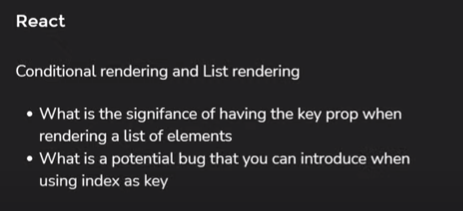 React
Conditional rendering and List rendering
• What is the signifance of having the key prop when
rendering a list of elements
• What is a potential bug that you can introduce when
using index as key